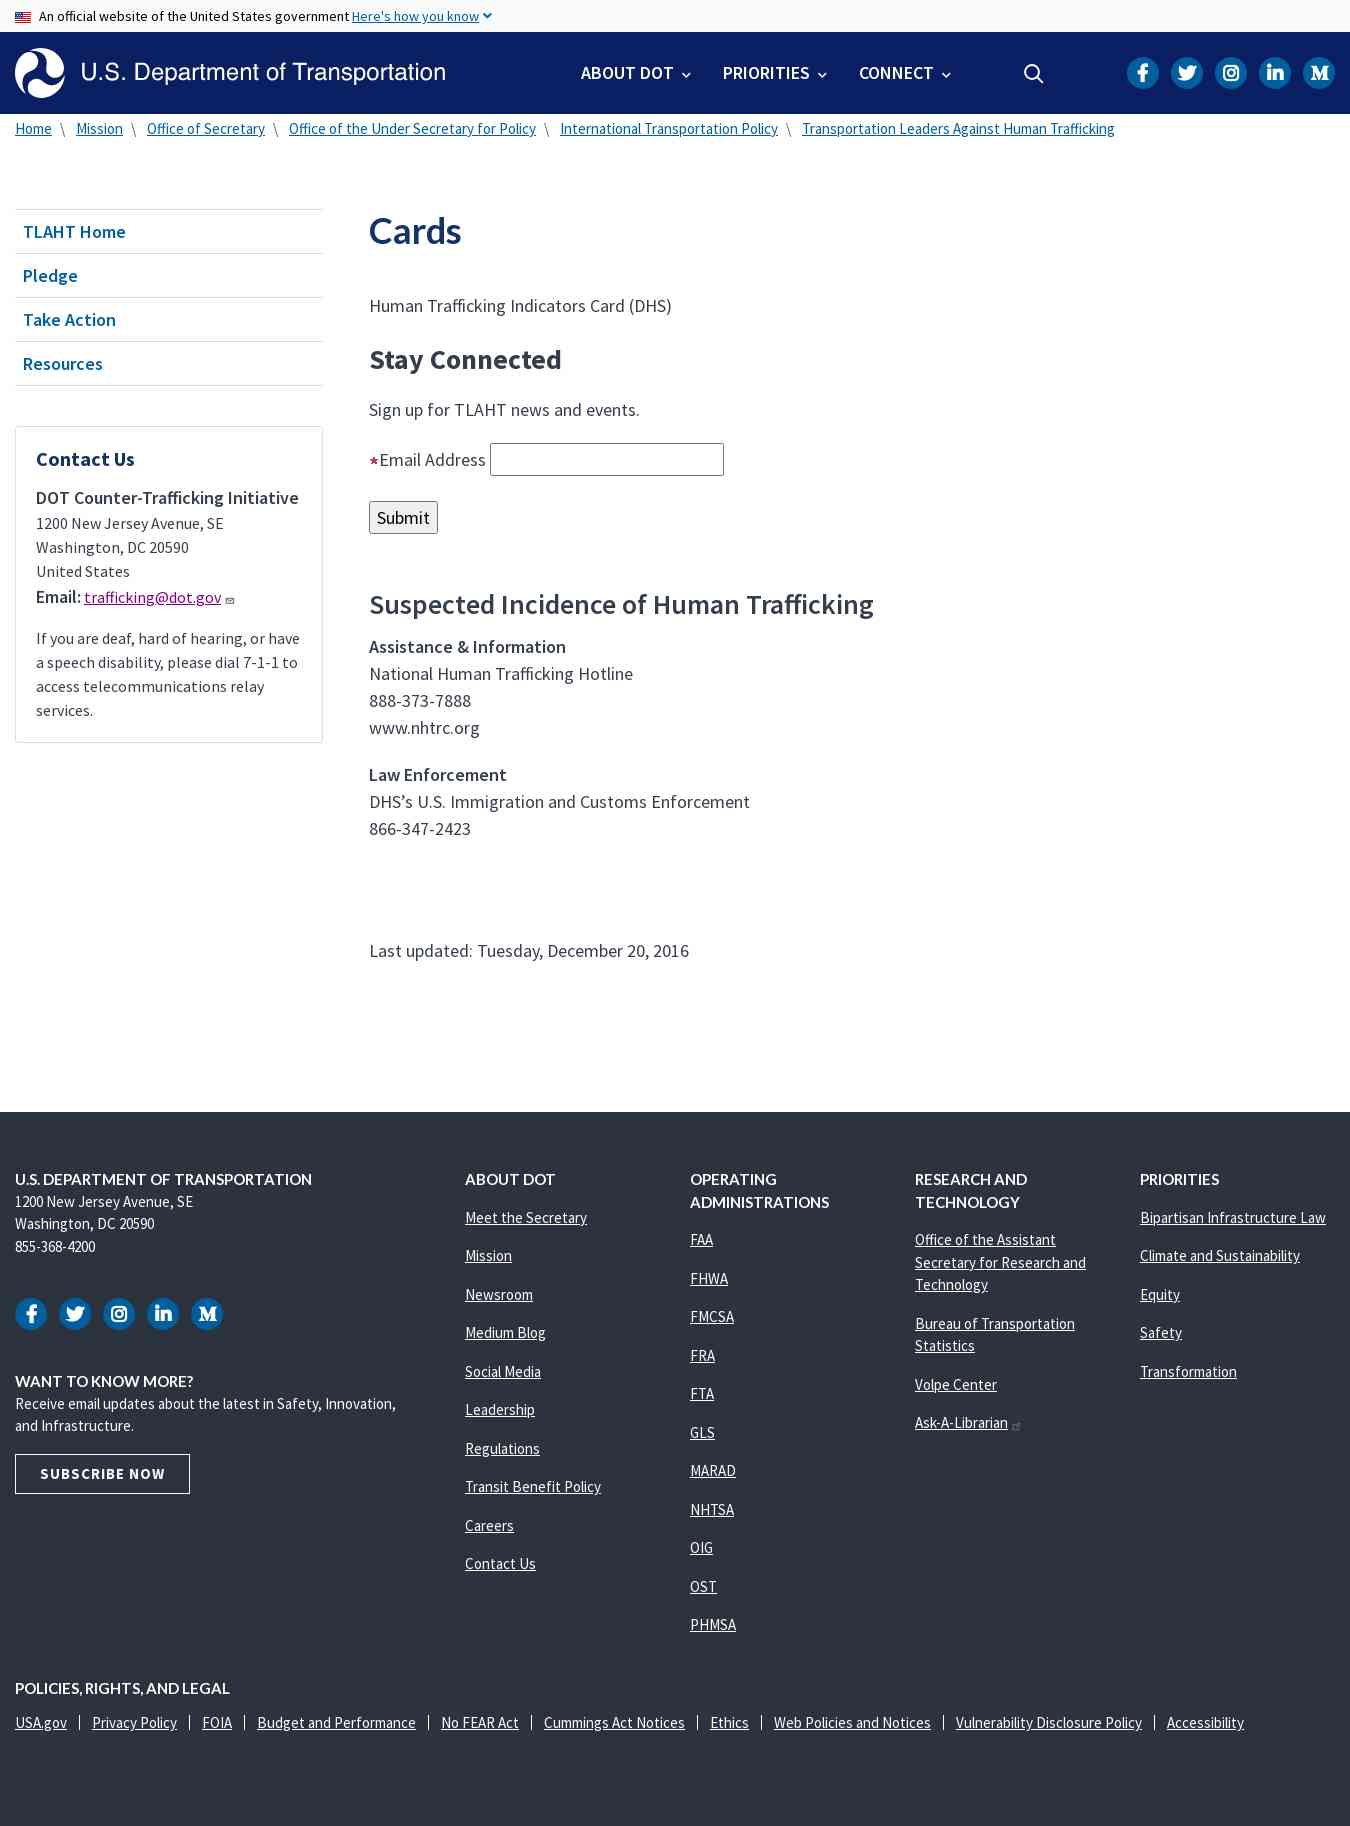 An official website of the United States government Here's how you know
U.S. Department of Transportation
ABOUT DOT
PRIORITIES
CONNECT
Home \ Mission \ Office of Secretary \ Office of the Under Secretary for Policy \ International Transportation Policy \ Transportation Leaders Against Human Trafficking
TLAHT Home
Pledge
Take Action
Resources
Contact Us
DOT Counter-Trafficking Initiative
1200 New Jersey Avenue, SE
Washington, DC 20590
United States
Email: trafficking@dot.gov
If you are deaf, hard of hearing, or have
a speech disability, please dial 7-1-1 to
access telecommunications relay
services.
Cards
Human Trafficking Indicators Card (DHS)
Stay Connected
Sign up for TLAHT news and events.
*Email Address
Submit
Suspected Incidence of Human Trafficking
Assistance & Information
National Human Trafficking Hotline
888-373-7888
www.nhtrc.org
Law Enforcement
DHS’s U.S. Immigration and Customs Enforcement
866-347-2423
Last updated: Tuesday, December 20, 2016
U.S. DEPARTMENT OF TRANSPORTATION
1200 New Jersey Avenue, SE
Washington, DC 20590
855-368-4200
WANT TO KNOW MORE?
Receive email updates about the latest in Safety, Innovation,
and Infrastructure.
SUBSCRIBE NOW
ABOUT DOT
Meet the Secretary
Mission
Newsroom
Medium Blog
Social Media
Leadership
Regulations
Transit Benefit Policy
Careers
Contact Us
OPERATING
ADMINISTRATIONS
FAA
FHWA
FMCSA
FRA
FTA
GLS
MARAD
NHTSA
OIG
OST
PHMSA
RESEARCH AND
TECHNOLOGY
Office of the Assistant
Secretary for Research and
Technology
Bureau of Transportation
Statistics
Volpe Center
Ask-A-Librarian
PRIORITIES
Bipartisan Infrastructure Law
Climate and Sustainability
Equity
Safety
Transformation
POLICIES, RIGHTS, AND LEGAL
USA.gov | Privacy Policy | FOIA | Budget and Performance | No FEAR Act | Cummings Act Notices | Ethics | Web Policies and Notices | Vulnerability Disclosure Policy | Accessibility